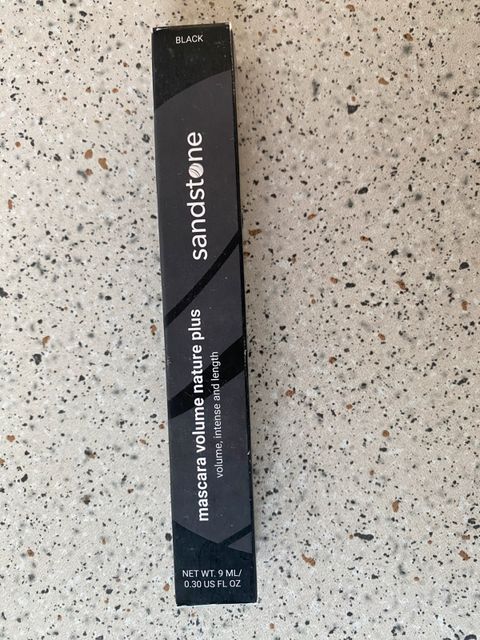 BLACK
sandstone
mascara volume nature plus
volume, intense and length
NET WT. 9 ML/
0.30 US FL OZ